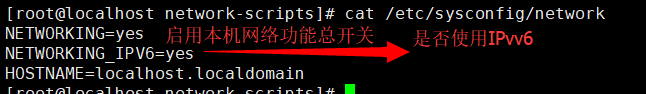 [root@localhost network-scripts]# cat /etc/sysconfig/network
NETWORKING=yes 启用本机网络功能总开关 是否使用IPvv6
NETWORKING_IPV6=yes
HOSTNAME=localhost.localdomain
[root@localhost network-scripts]#